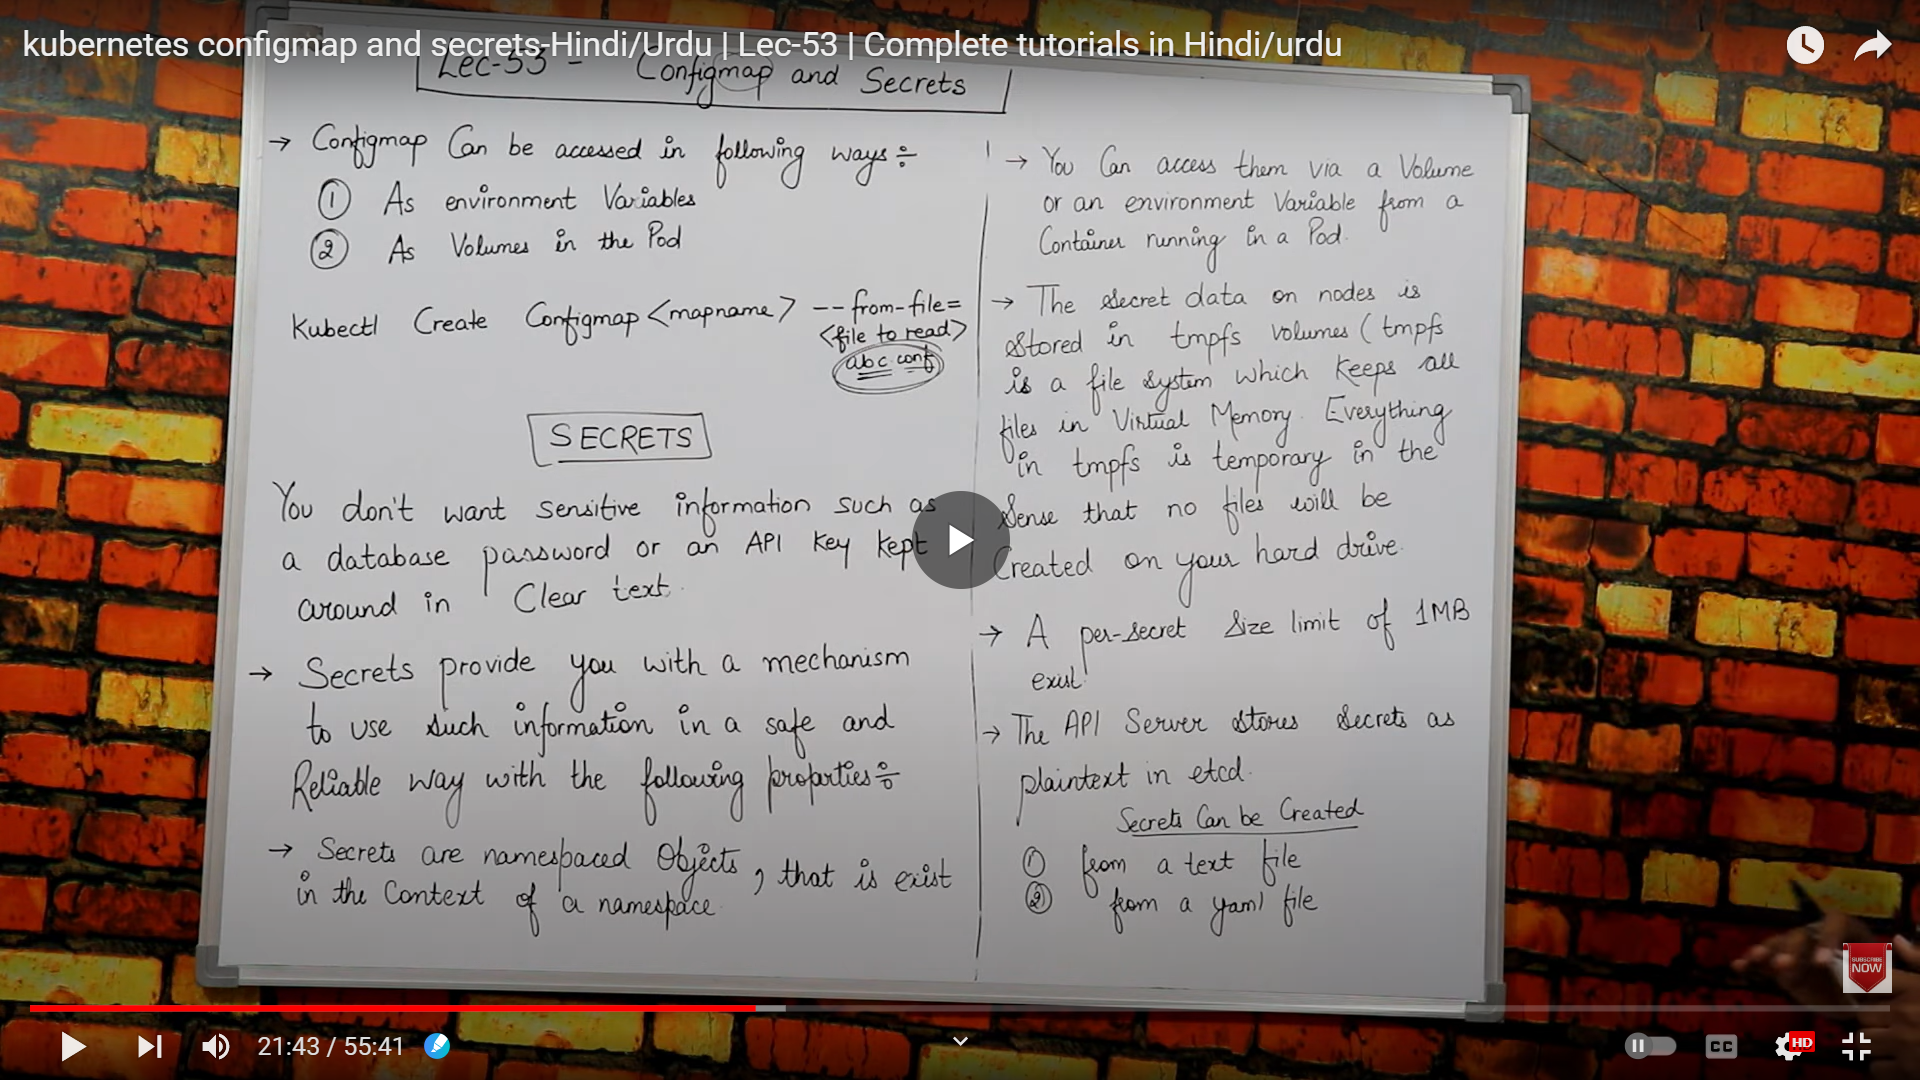 kubernetes configmap and secrets-Hindi/Urdu | Lec-53 | Complete tutorials in Hindi/urdu
Lec-53 - Configmap and Secrets
→ Configmap Can be accessed in following ways÷
① As environment Variables
② As Volumes in the Pod
Kubectl Create Configmap <mapname> --from-file=
<file to read>
abc.conf
SECRETS
You don't want sensitive information such as
a database password or an API Key kept
around in Clear text.
→ Secrets provide you with a mechanism
to use such information in a safe and
Reliable way with the following properties÷
→ Secrets are namespaced Objects, that is exist
in the Context of a namespace.
→ You Can access them via a Volume
or an environment Variable from a
Container running in a Pod.
→ The secret data on nodes is
stored in tmpfs volumes (tmpfs
is a file system which keeps all
files in Virtual Memory. Everything
in tmpfs is temporary in the
sense that no files will be
Created on your hard drive.
→ A per-secret size limit of 1MB
exist.
→ The API Server stores secrets as
plaintext in etcd.
Secrets Can be Created
① from a text file
② from a yaml file
SUBSCRIBE
NOW
21:43 / 55:41
CC
HD